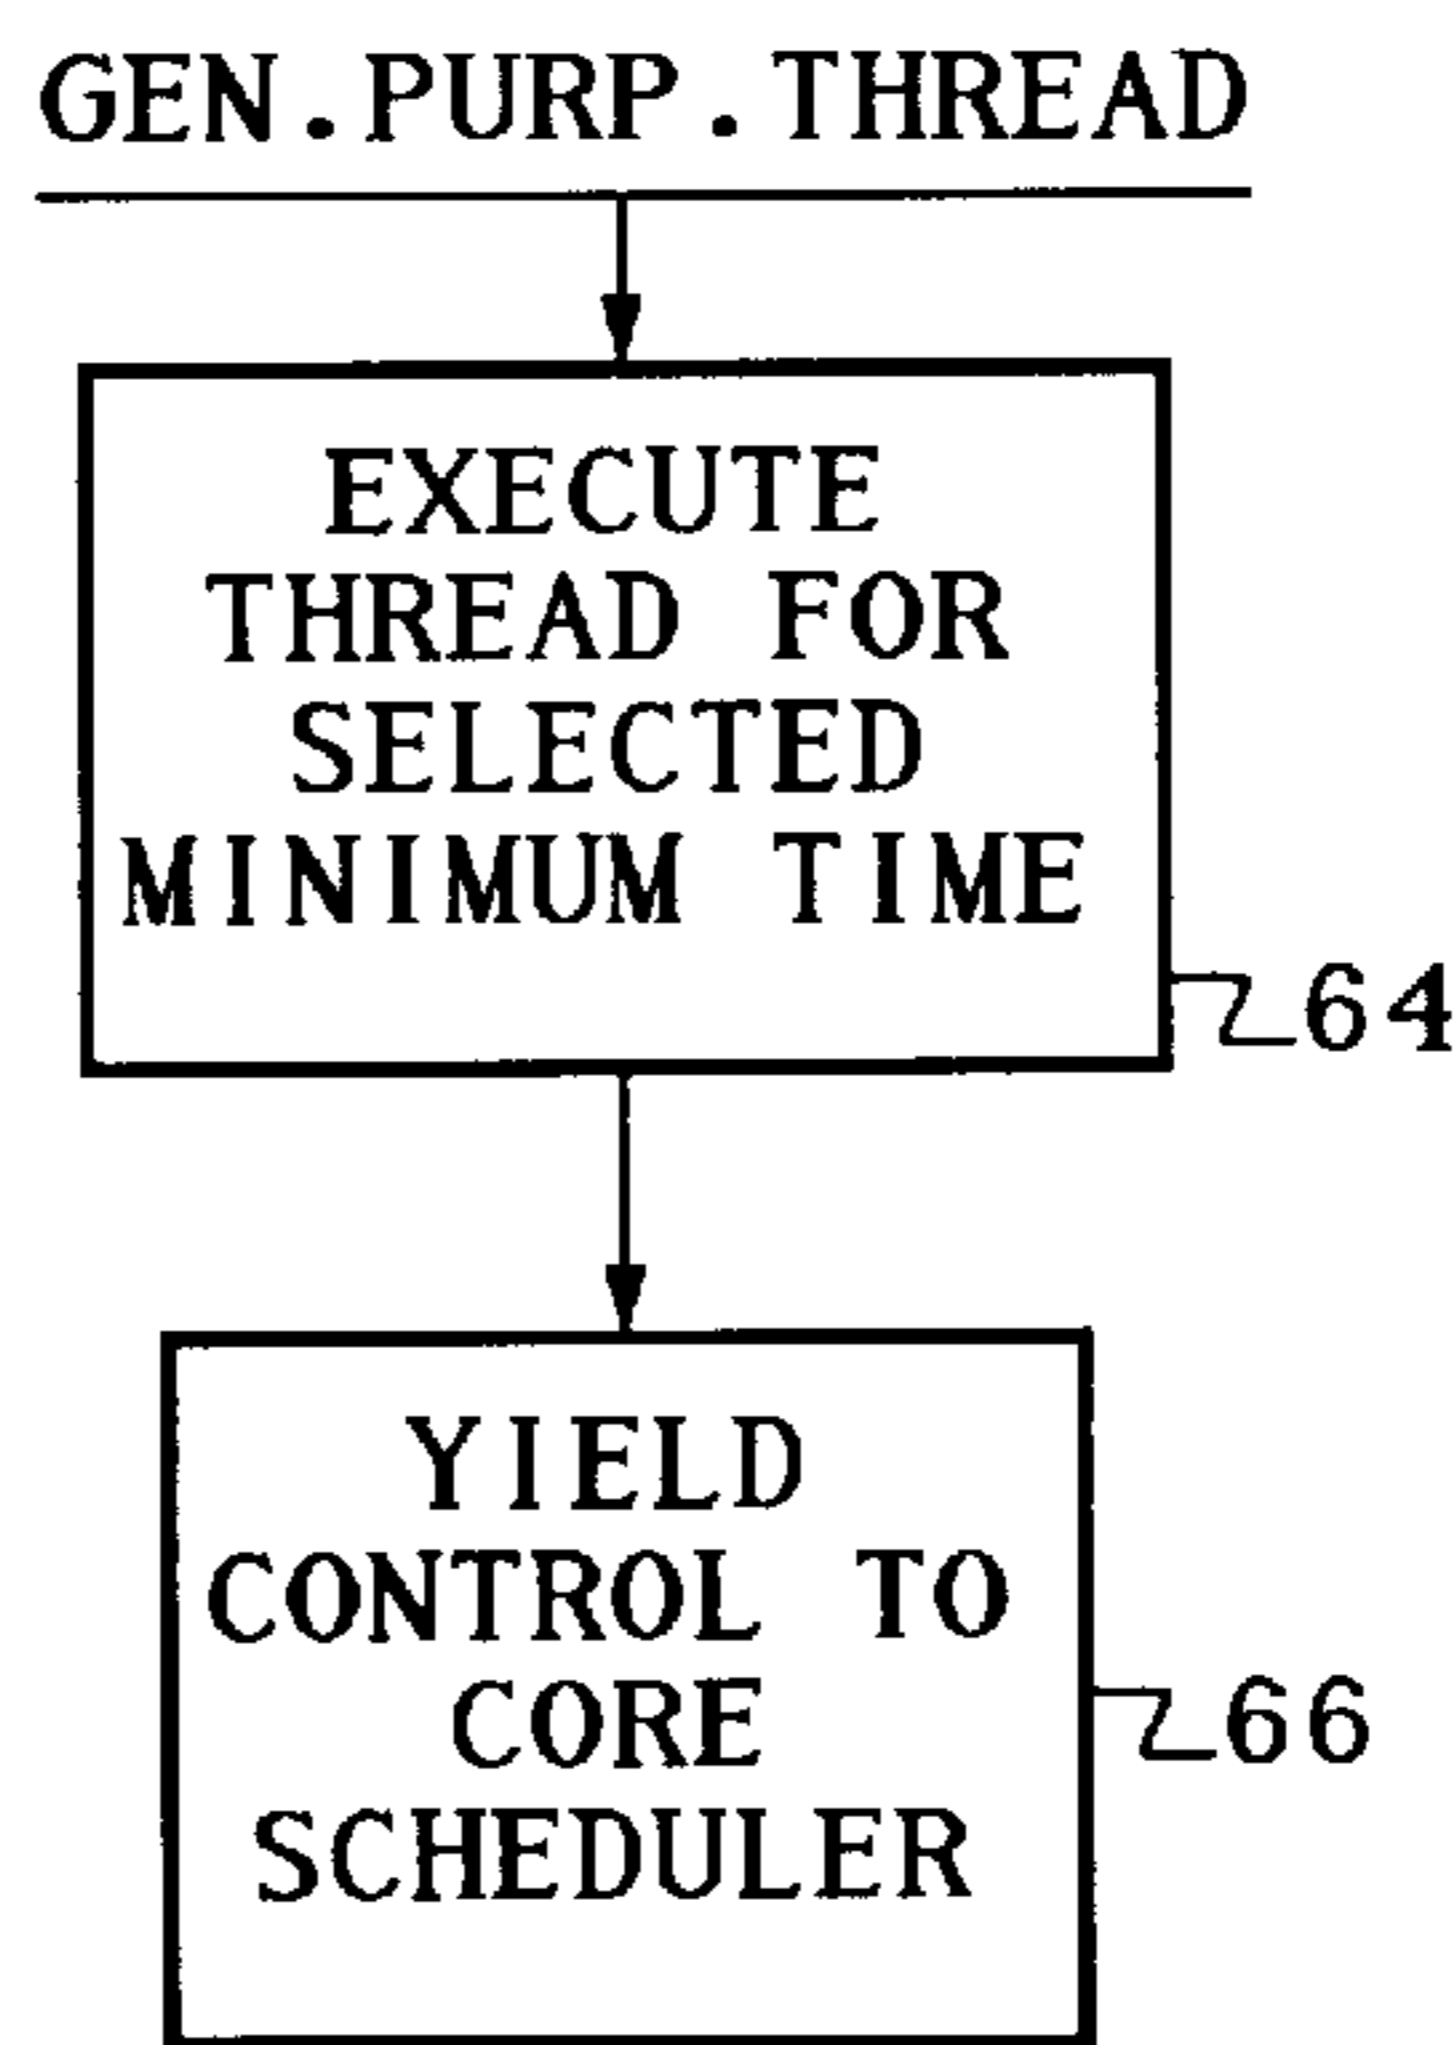 GEN.PURP.THREAD
EXECUTE
THREAD FOR
SELECTED
MINIMUM TIME
64
YIELD
CONTROL TO
CORE
SCHEDULER
66